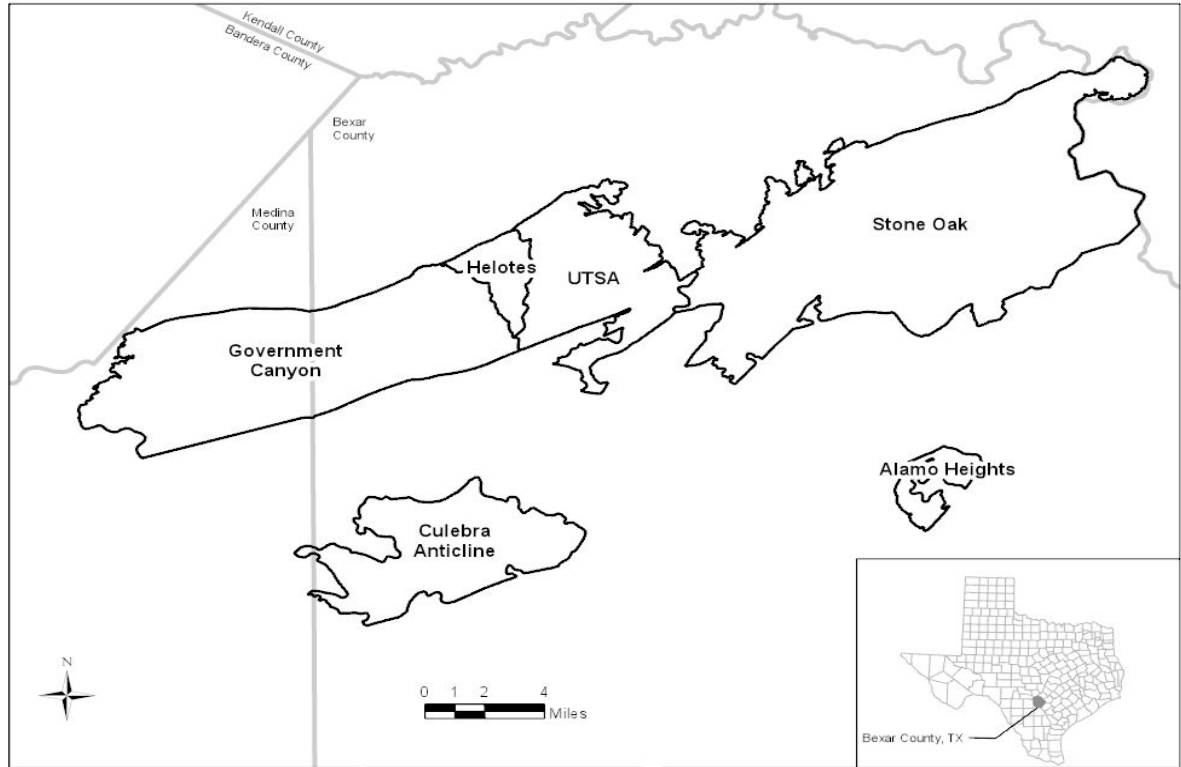 Kendall County
Bandera County
Bexar
County
Medina
County
Stone Oak
Helotes
UTSA
Government
Canyon
Alamo Heights
Culebra
Anticline
N
0 1 2 4
Miles
Bexar County, TX